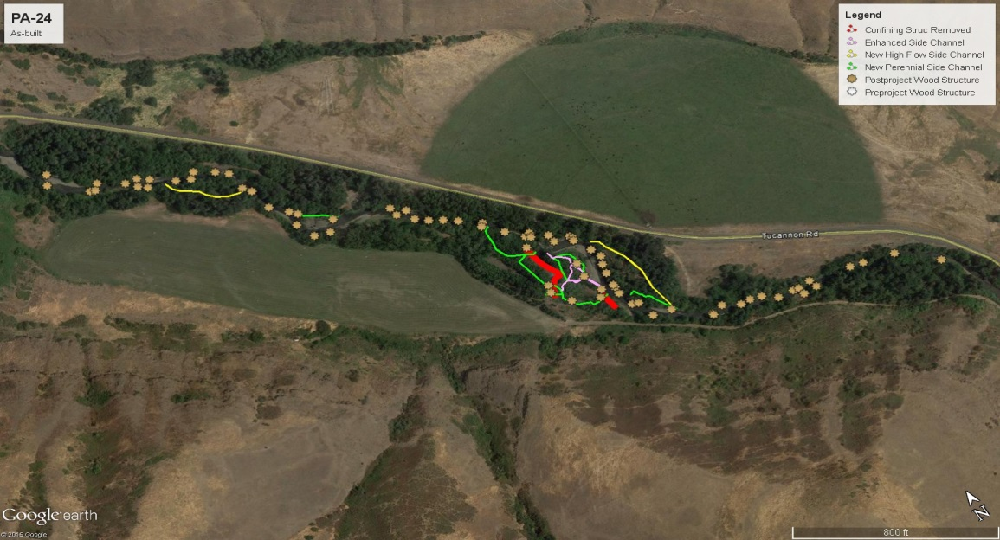 PA-24
As-built
Legend
Confining Struc Removed
Enhanced Side Channel
New High Flow Side Channel
New Perennial Side Channel
Postproject Wood Structure
Preproject Wood Structure
Tucannon Rd
N
Google earth
© 2015 Google
800 ft